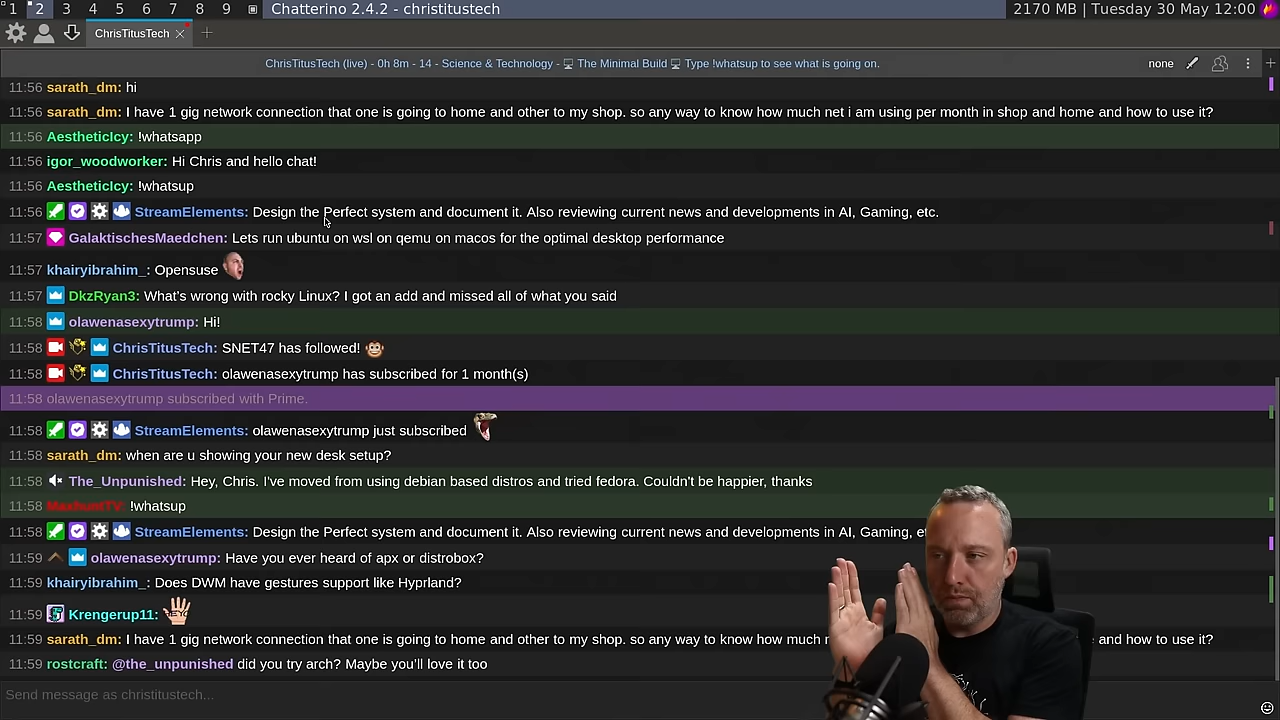 1 2 3 4 5 6 7 8 9 Chatterino 2.4.2 - christitustech 2170 MB | Tuesday 30 May 12:00
ChrisTitusTech
ChrisTitusTech (live) - 0h 8m - 14 - Science & Technology - The Minimal Build Type !whatsup to see what is going on. none
11:56 sarath_dm: hi
11:56 sarath_dm: I have 1 gig network connection that one is going to home and other to my shop. so any way to know how much net i am using per month in shop and home and how to use it?
11:56 AestheticIcy: !whatsapp
11:56 igor_woodworker: Hi Chris and hello chat!
11:56 AestheticIcy: !whatsup
11:56 StreamElements: Design the Perfect system and document it. Also reviewing current news and developments in AI, Gaming, etc.
11:57 GalaktischesMaedchen: Lets run ubuntu on wsl on qemu on macos for the optimal desktop performance
11:57 khairyibrahim_: Opensuse
11:57 DkzRyan3: What's wrong with rocky Linux? I got an add and missed all of what you said
11:58 olawenasexytrump: Hi!
11:58 ChrisTitusTech: SNET47 has followed!
11:58 ChrisTitusTech: olawenasexytrump has subscribed for 1 month(s)
11:58 olawenasexytrump subscribed with Prime.
11:58 StreamElements: olawenasexytrump just subscribed
11:58 sarath_dm: when are u showing your new desk setup?
11:58 The_Unpunished: Hey, Chris. I've moved from using debian based distros and tried fedora. Couldn't be happier, thanks
11:58 MaxhuntTV: !whatsup
11:58 StreamElements: Design the Perfect system and document it. Also reviewing current news and developments in AI, Gaming, e
11:59 olawenasexytrump: Have you ever heard of apx or distrobox?
11:59 khairyibrahim_: Does DWM have gestures support like Hyprland?
11:59 Krengerup11:
11:59 sarath_dm: I have 1 gig network connection that one is going to home and other to my shop. so any way to know how much and how to use it?
11:59 rostcraft: @the_unpunished did you try arch? Maybe you'll love it too
Send message as christitustech...